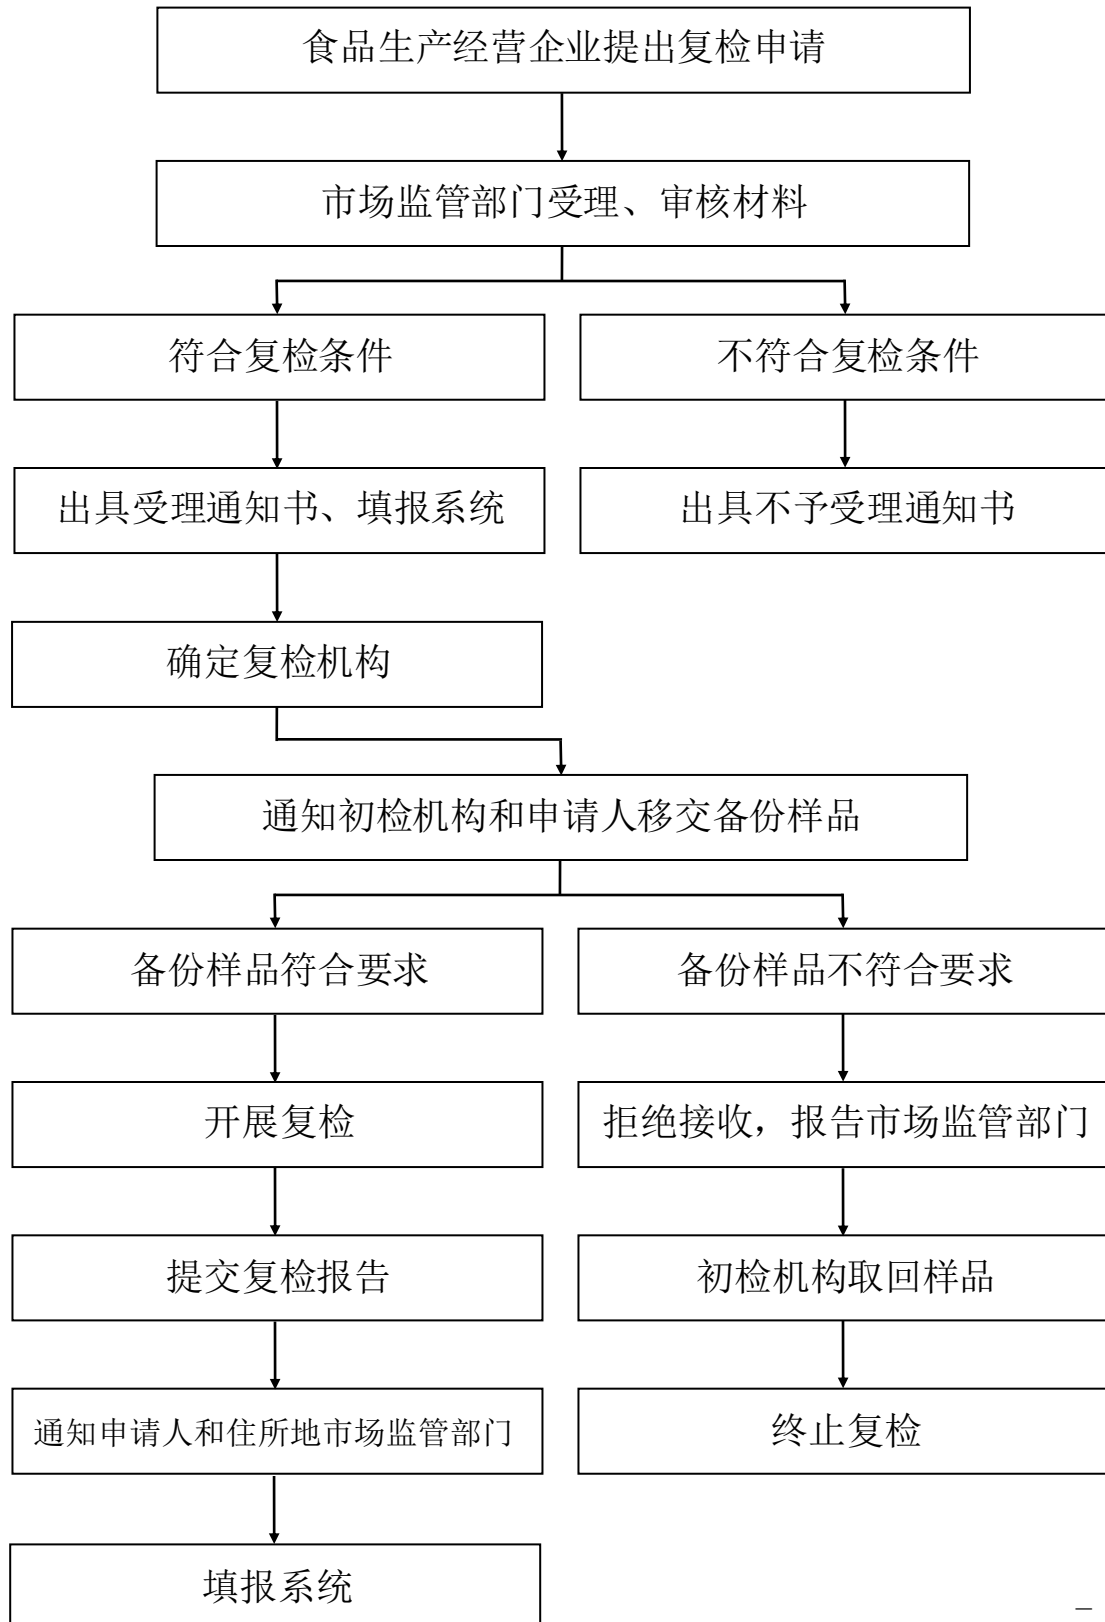 食品生产经营企业提出复检申请
市场监管部门受理、审核材料
符合复检条件
不符合复检条件
出具受理通知书、填报系统
出具不予受理通知书
确定复检机构
通知初检机构和申请人移交备份样品
备份样品符合要求
备份样品不符合要求
开展复检
拒绝接收，报告市场监管部门
提交复检报告
初检机构取回样品
通知申请人和住所地市场监管部门
终止复检
填报系统